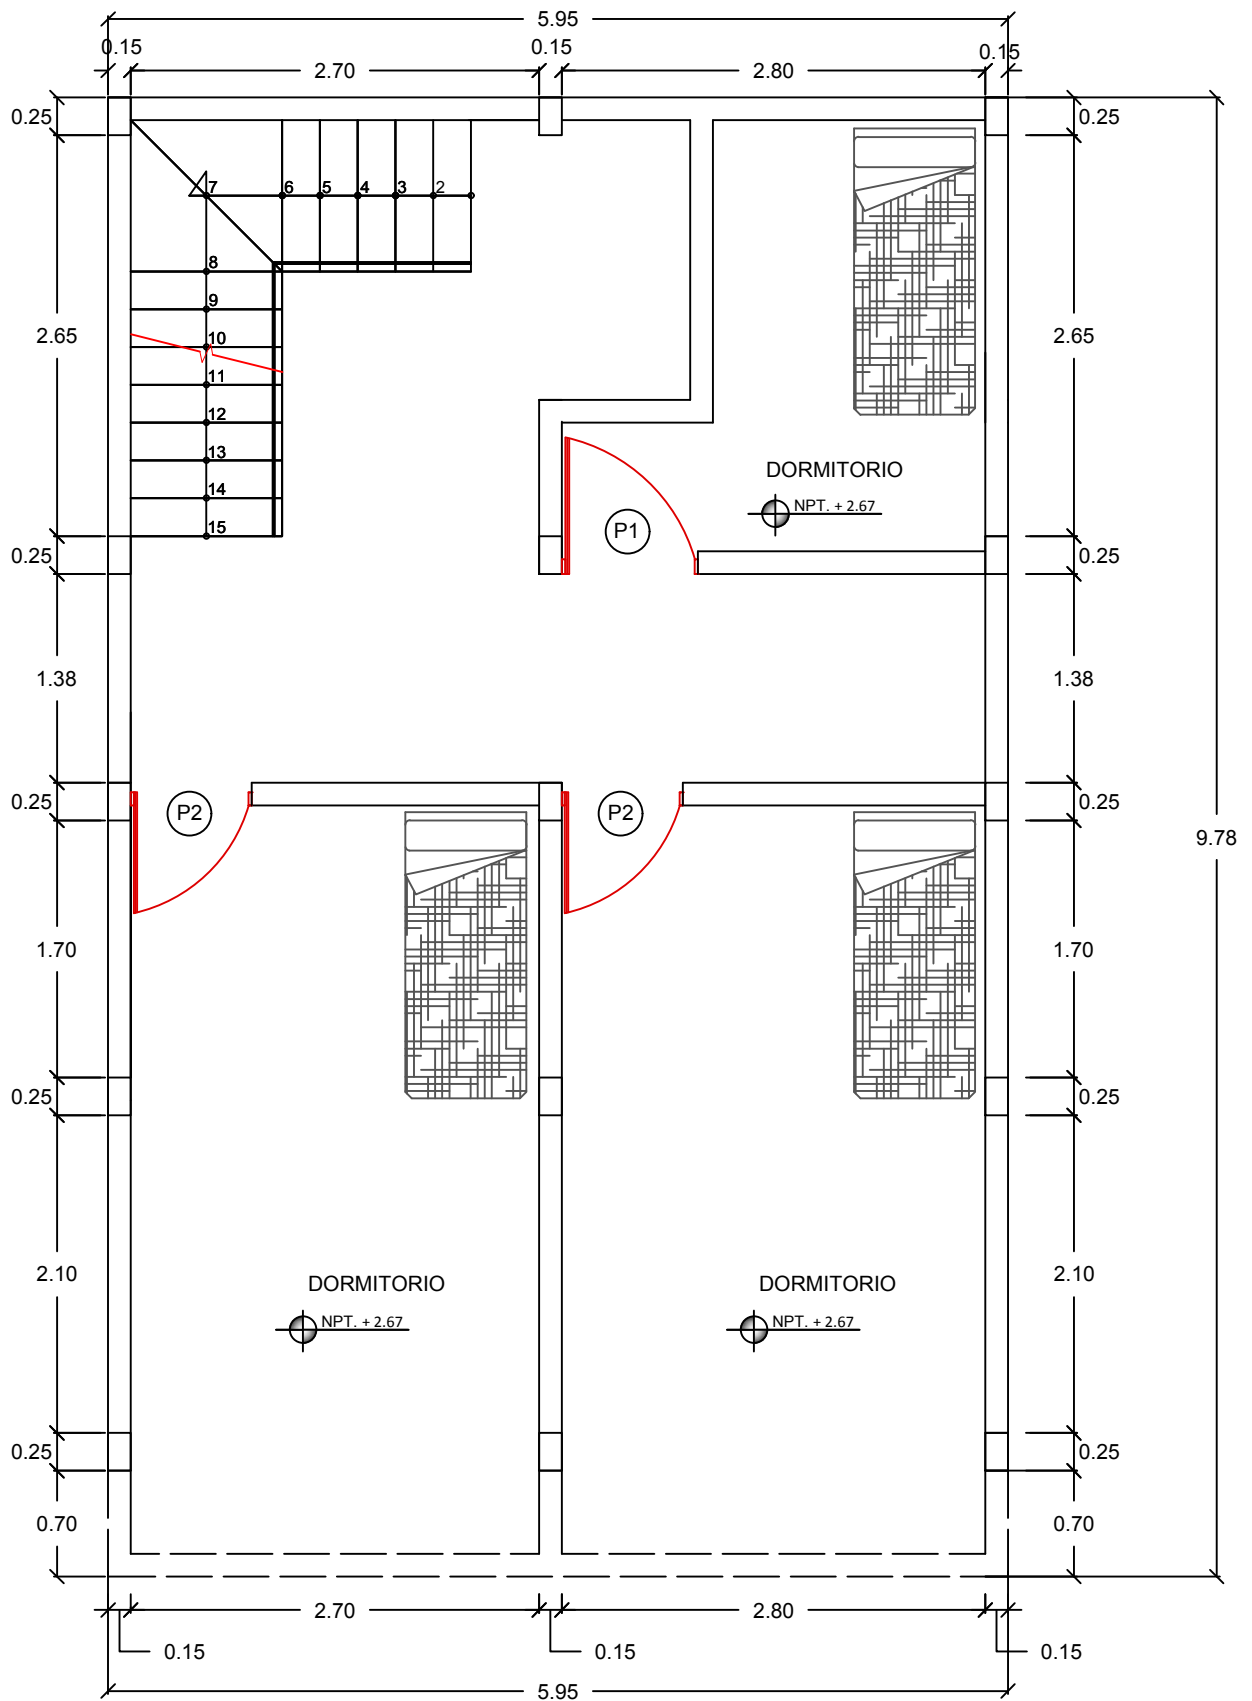 5.95
0.15 0.15 0.15
2.70 2.80
0.25 0.25
7 6 5 4 3 2
8
9
2.65 10 2.65
11
12
13
DORMITORIO
14
NPT. + 2.67
15
P1
0.25 0.25
1.38 1.38
0.25 P2 P2 0.25
9.78
1.70 1.70
0.25 0.25
2.10 2.10
DORMITORIO DORMITORIO
NPT. + 2.67 NPT. + 2.67
0.25 0.25
0.70 0.70
2.70 2.80
0.15 0.15 0.15
5.95